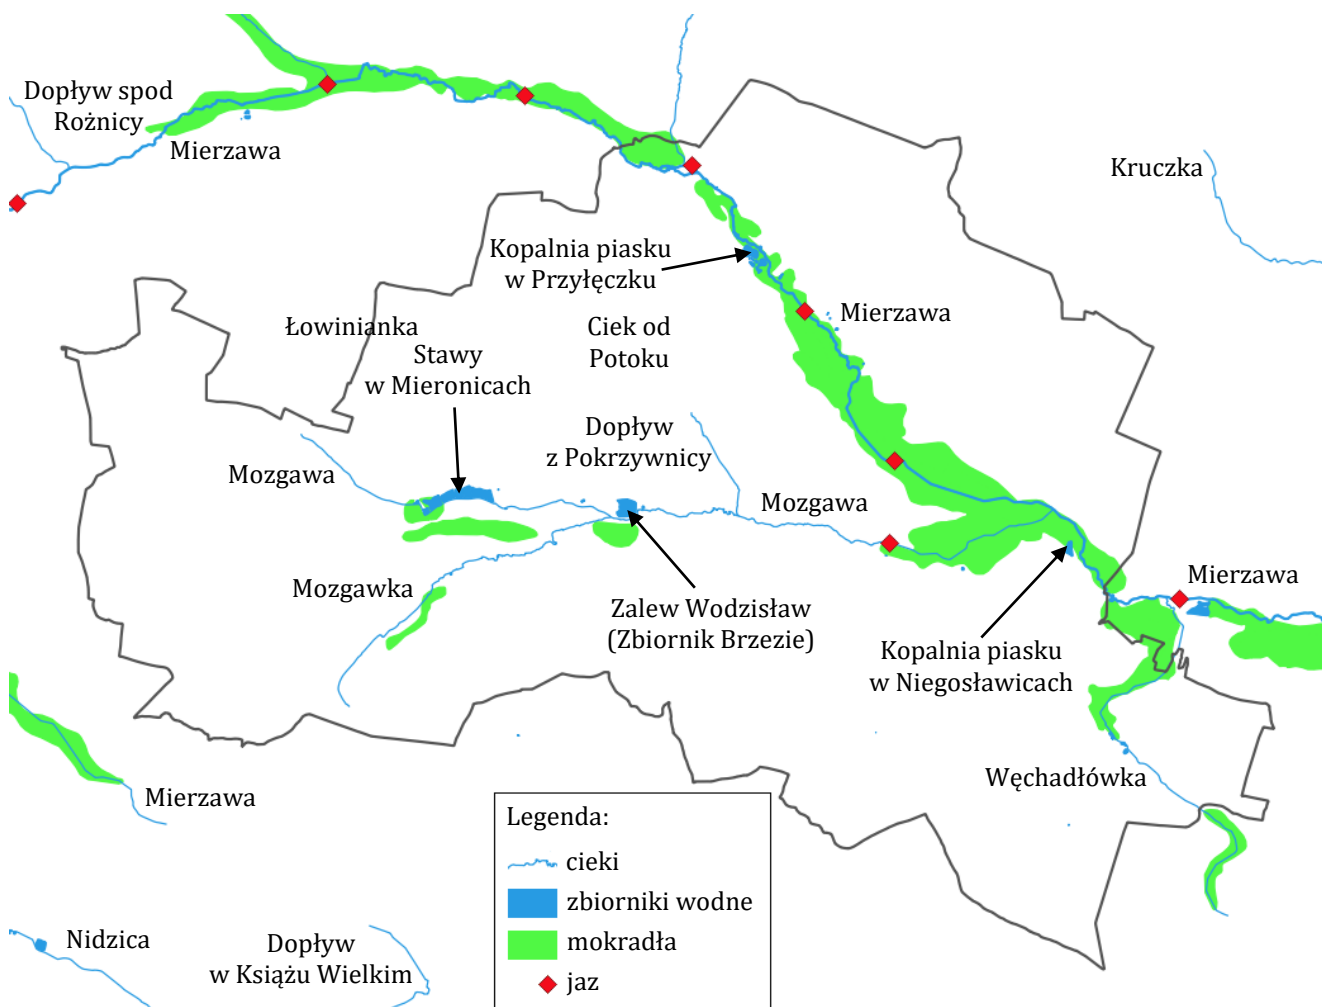 Dopływ spod
Rożnicy
Mierzawa
Kruczka
Kopalnia piasku
w Przyłęczku
Mierzawa
Łowinianka
Ciek od
Potoku
Stawy
w Mieronicach
Dopływ
z Pokrzywnicy
Mozgawa
Mozgawa
Mozgawka
Mierzawa
Zalew Wodzisław
(Zbiornik Brzezie)
Kopalnia piasku
w Niegosławicach
Węchadłówka
Mierzawa
Legenda:
cieki
zbiorniki wodne
mokradła
jaz
Nidzica
Dopływ
w Książu Wielkim